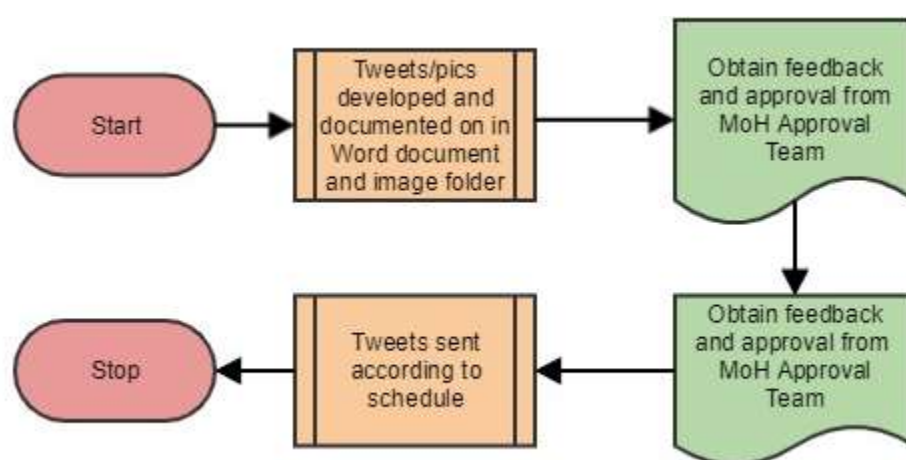 Start
Tweets/pics
developed and
documented on in
Word document
and image folder
Obtain feedback
and approval from
MoH Approval
Team
Obtain feedback
and approval from
MoH Approval
Team
Tweets sent
according to
schedule
Stop